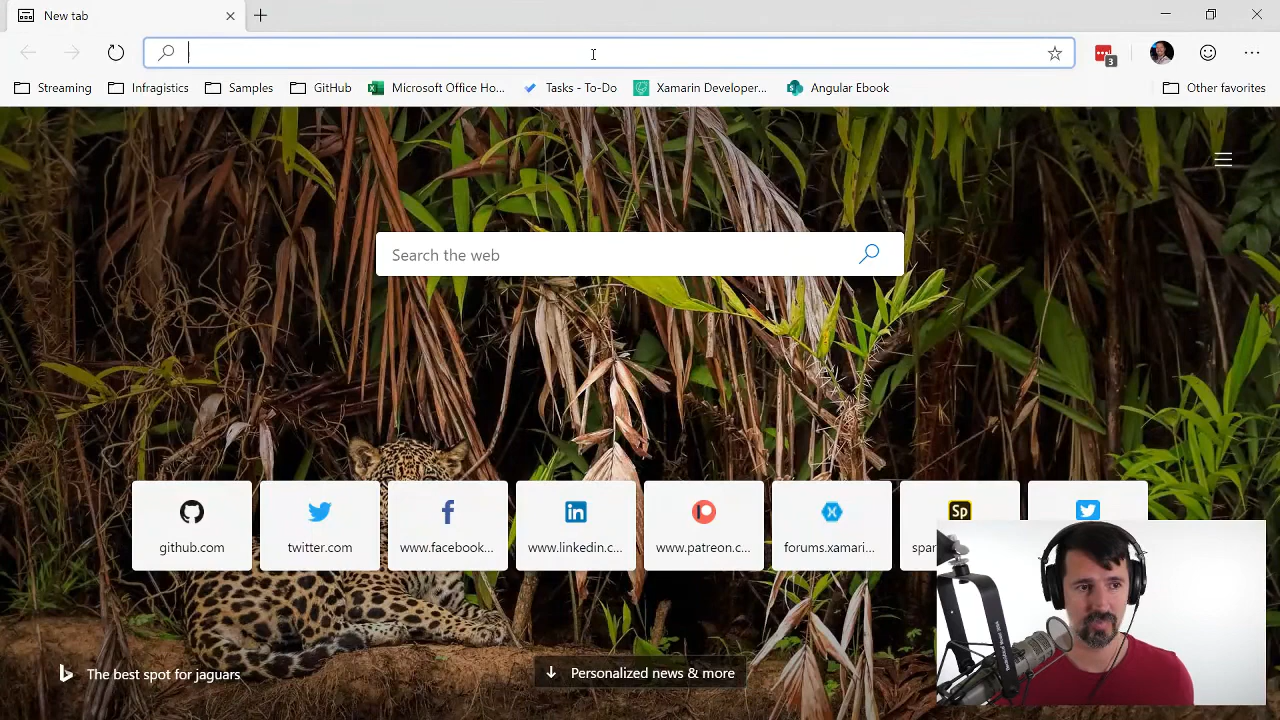 New tab
3
Streaming
Infragistics
Samples
GitHub
Microsoft Office Ho...
Tasks - To-Do
Xamarin Developer...
Angular Ebook
Other favorites
Search the web
github.com
twitter.com
www.facebook...
www.linkedin.c...
www.patreon.c...
forums.xamari...
Sp
spar
The best spot for jaguars
Personalized news & more